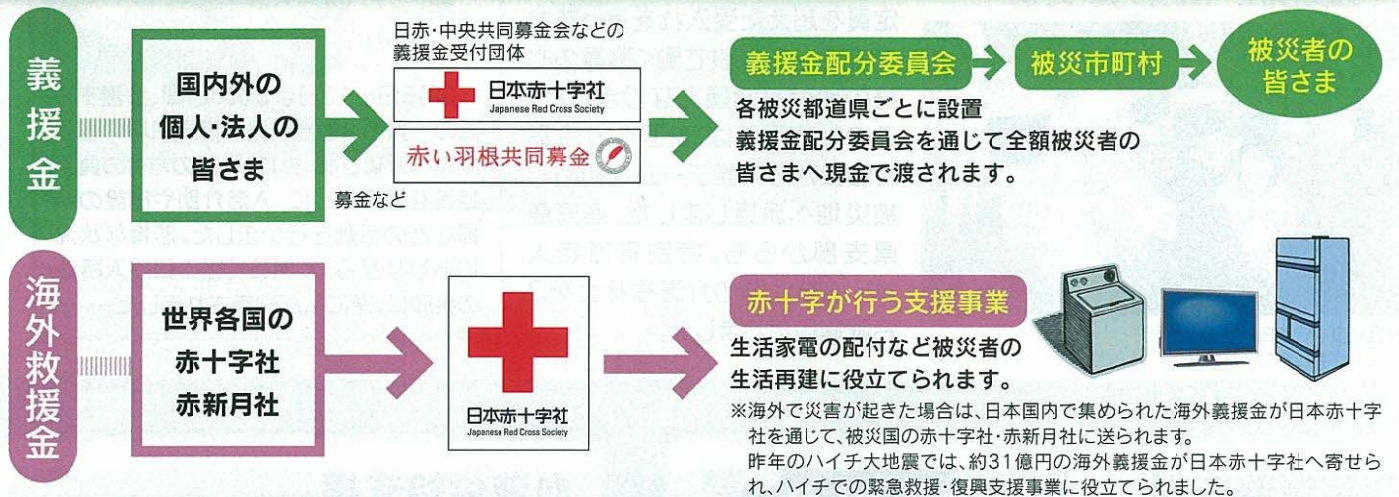 義援金
国内外の
個人・法人の
皆さま
日赤・中央共同募金会などの
義援金受付団体
日本赤十字社
Japanese Red Cross Society
赤い羽根共同募金
募金など
義援金配分委員会
被災市町村
被災者の
皆さま
各被災都道県ごとに設置
義援金配分委員会を通じて全額被災者の
皆さまへ現金で渡されます。
海外救援金
世界各国の
赤十字社
赤新月社
日本赤十字社
Japanese Red Cross Society
赤十字が行う支援事業
生活家電の配付など被災者の
生活再建に役立てられます。
※海外で災害が起きた場合は、日本国内で集められた海外義援金が日本赤十字
社を通じて、被災国の赤十字社・赤新月社に送られます。
昨年のハイチ大地震では、約31億円の海外義援金が日本赤十字社へ寄せら
れ、ハイチでの緊急救援・復興支援事業に役立てられました。